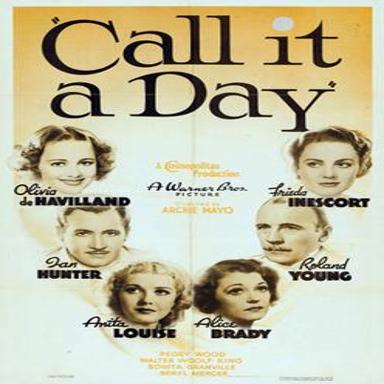 "Call it
a Day"
A Cosmopolitan
Production
A Warner Bros.
PICTURE
Directed by
ARCHIE MAYO
Olivia
de HAVILLAND
Frieda
INESCORT
Ian
HUNTER
Roland
YOUNG
Anita
LOUISE
Alice
BRADY
PEGGY WOOD
WALTER WOOLF KING
BONITA GRANVILLE
BERYL MERCER